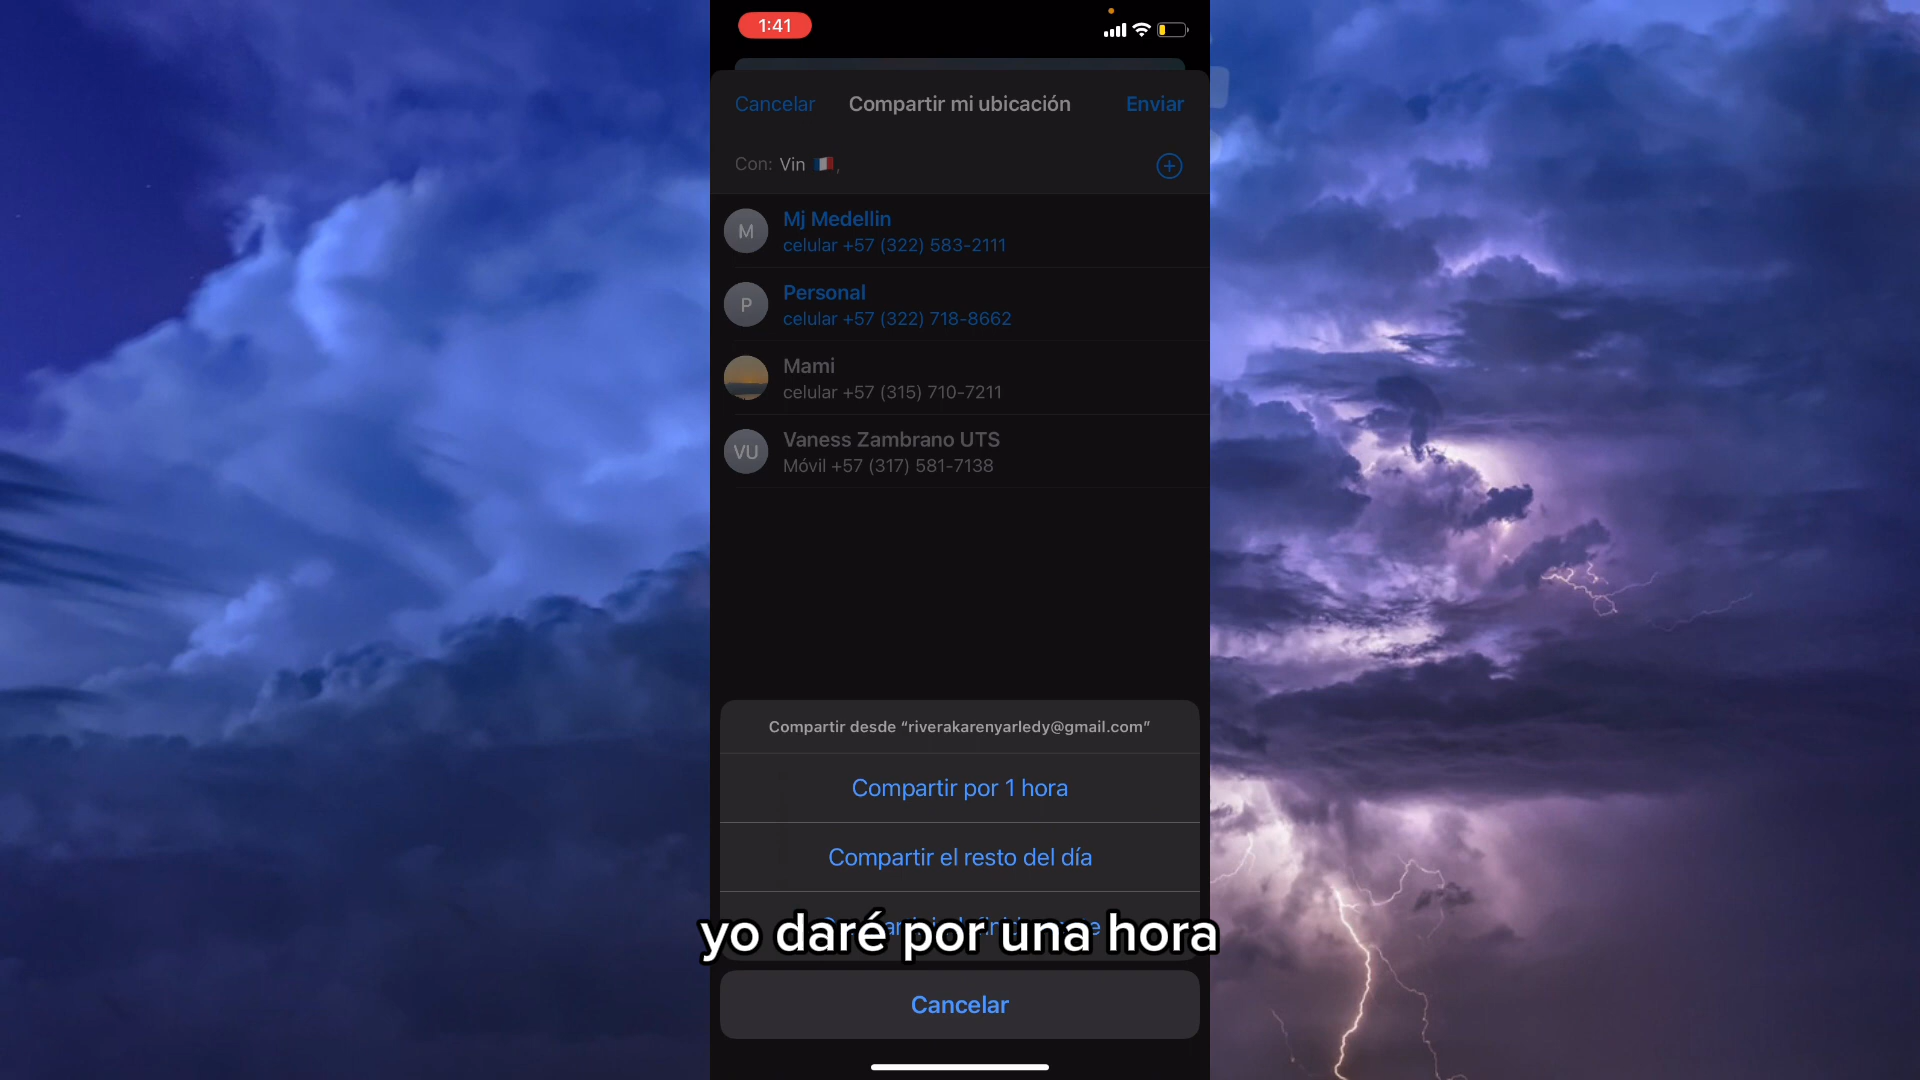 1:41
Cancelar Compartir mi ubicación Enviar
Con: Vin 🇫🇷,
M Mj Medellin
celular +57 (322) 583-2111
P Personal
celular +57 (322) 718-8662
Mami
celular +57 (315) 710-7211
VU Vaness Zambrano UTS
Móvil +57 (317) 581-7138
Compartir desde “riverakarenyarledy@gmail.com”
Compartir por 1 hora
Compartir el resto del día
yo daré por una hora
Cancelar